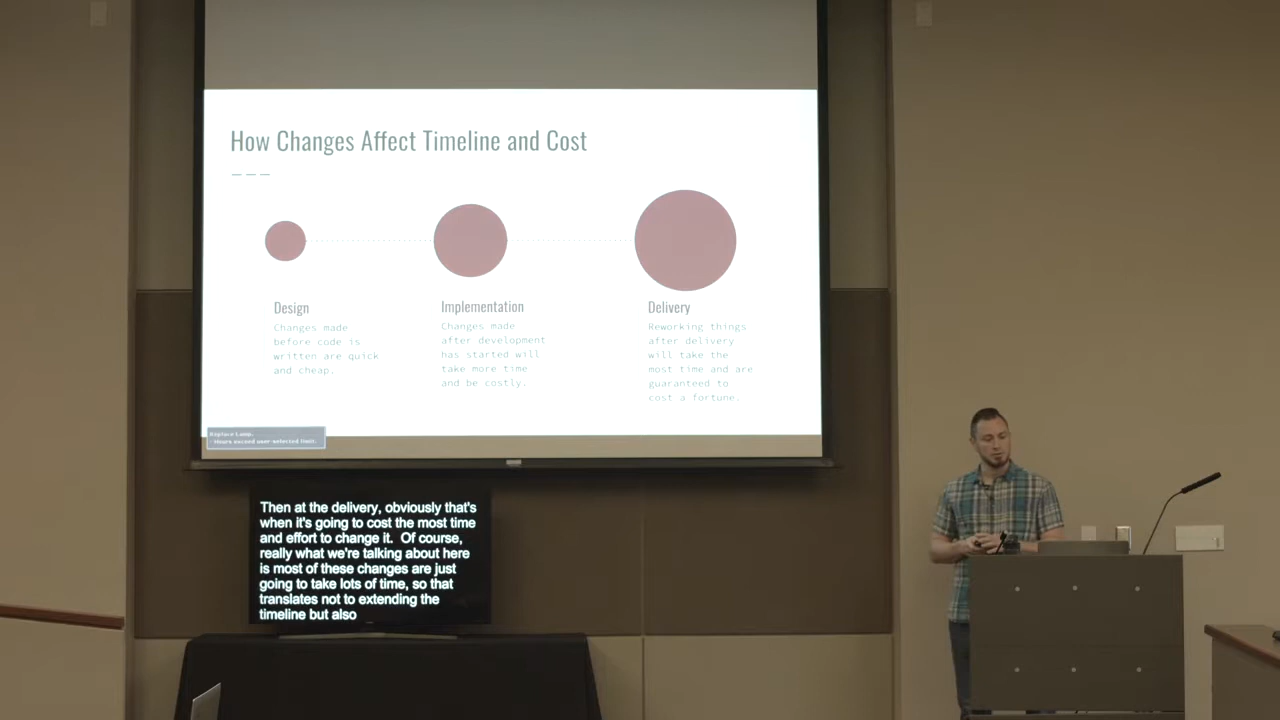 How Changes Affect Timeline and Cost
Design
Changes made
before code is
written are quick
and cheap.
Implementation
Changes made
after development
has started will
take more time
and be costly.
Delivery
Reworking things
after delivery
will take the
most time and are
guaranteed to
cost a fortune.
Replace Lamp.
- Hours exceed user-selected limit.
Then at the delivery, obviously that's
when it's going to cost the most time
and effort to change it.  Of course,
really what we're talking about here
is most of these changes are just
going to take lots of time, so that
translates not to extending the
timeline but also